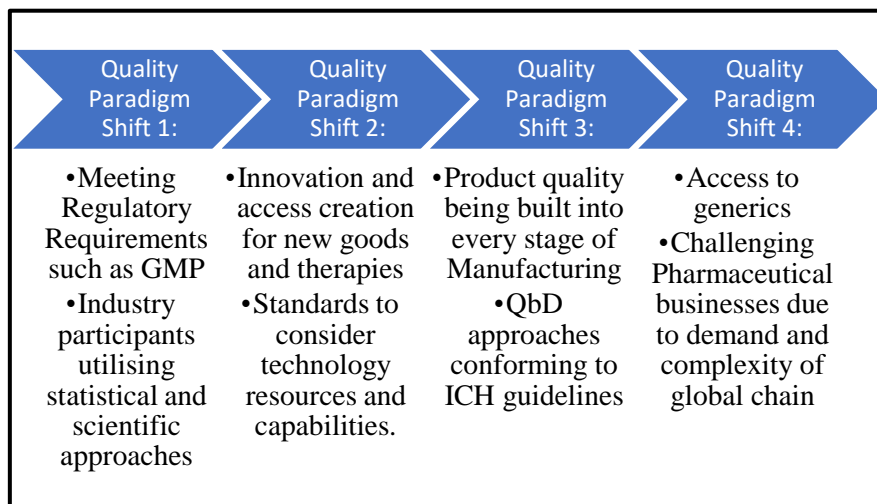 Quality
Paradigm
Shift 1:
•Meeting
Regulatory
Requirements
such as GMP
•Industry
participants
utilising
statistical and
scientific
approaches
Quality
Paradigm
Shift 2:
•Innovation and
access creation
for new goods
and therapies
•Standards to
consider
technology
resources and
capabilities.
Quality
Paradigm
Shift 3:
•Product quality
being built into
every stage of
Manufacturing
•QbD
approaches
conforming to
ICH guidelines
Quality
Paradigm
Shift 4:
•Access to
generics
•Challenging
Pharmaceutical
businesses due
to demand and
complexity of
global chain